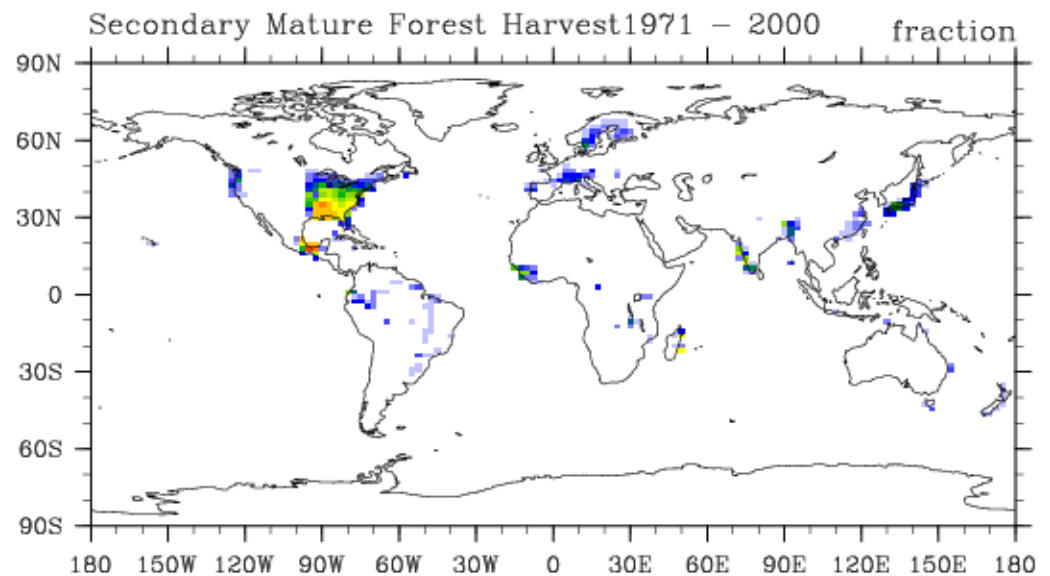 Secondary Mature Forest Harvest1971 – 2000 fraction
90N
60N
30N
0
30S
60S
90S
180 150W 120W 90W 60W 30W 0 30E 60E 90E 120E 150E 180